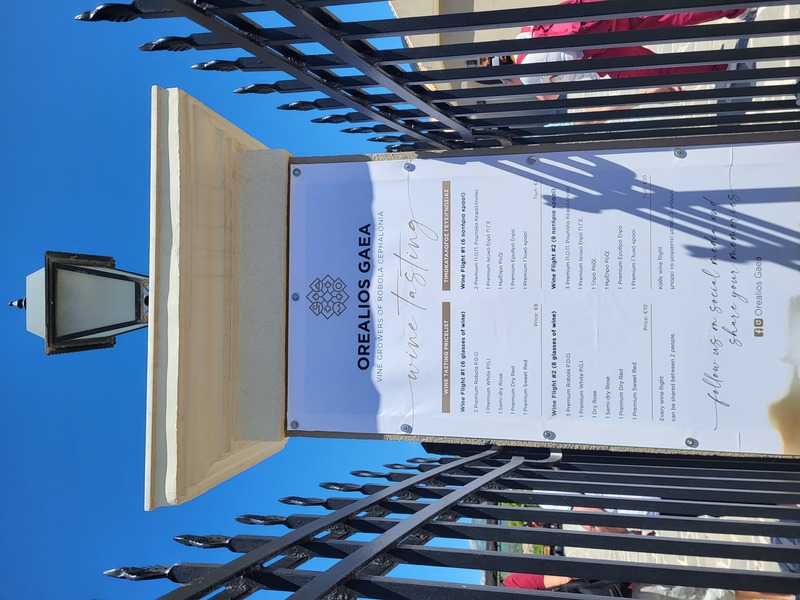 OREALIOS GAEA
VINE GROWERS OF ROBOLA CEPHALONIA
wine tasting
WINE TASTING PRICELIST
Wine Flight #1 (6 glasses of wine)
2 Premium Robola P.D.O.
1 Premium White P.G.I.
1 Semi-dry Rose
1 Premium Dry Red
1 Premium Sweet Red
Price: €8
Wine Flight #2 (8 glasses of wine)
3 Premium Robola P.D.O.
1 Premium White P.G.I.
1 Dry Rose
1 Semi-dry Rose
1 Premium Dry Red
1 Premium Sweet Red
Price: €10
Every wine flight
can be shared between 2 people.
ΤΙΜΟΚΑΤΑΛΟΓΟΣ ΓΕΥΣΙΓΝΩΣΙΑΣ
Wine Flight #1 (6 ποτήρια κρασί)
2 Premium Π.Ο.Π. Ρομπόλα Κεφαλληνίας
1 Premium λευκό ξηρό Π.Γ.Ε.
1 Ημίξηρο Ροζέ
1 Premium Ερυθρό ξηρό
1 Premium Γλυκό κρασί
Τιμή:
Wine Flight #2 (8 ποτήρια κρασί)
3 Premium Π.Ο.Π. Ρομπόλα Κεφαλληνίας
1 Premium λευκό ξηρό Π.Γ.Ε.
1 Ξηρο Ροζέ
1 Ημίξηρο Ροζέ
1 Premium Ερυθρό ξηρό
1 Premium Γλυκό κρασί
Τιμή: €10
Κάθε wine flight
μπορεί να μοιραστεί μεταξύ 2 ατόμων.
follow us on social media and
share your memories
Orealios Gaea